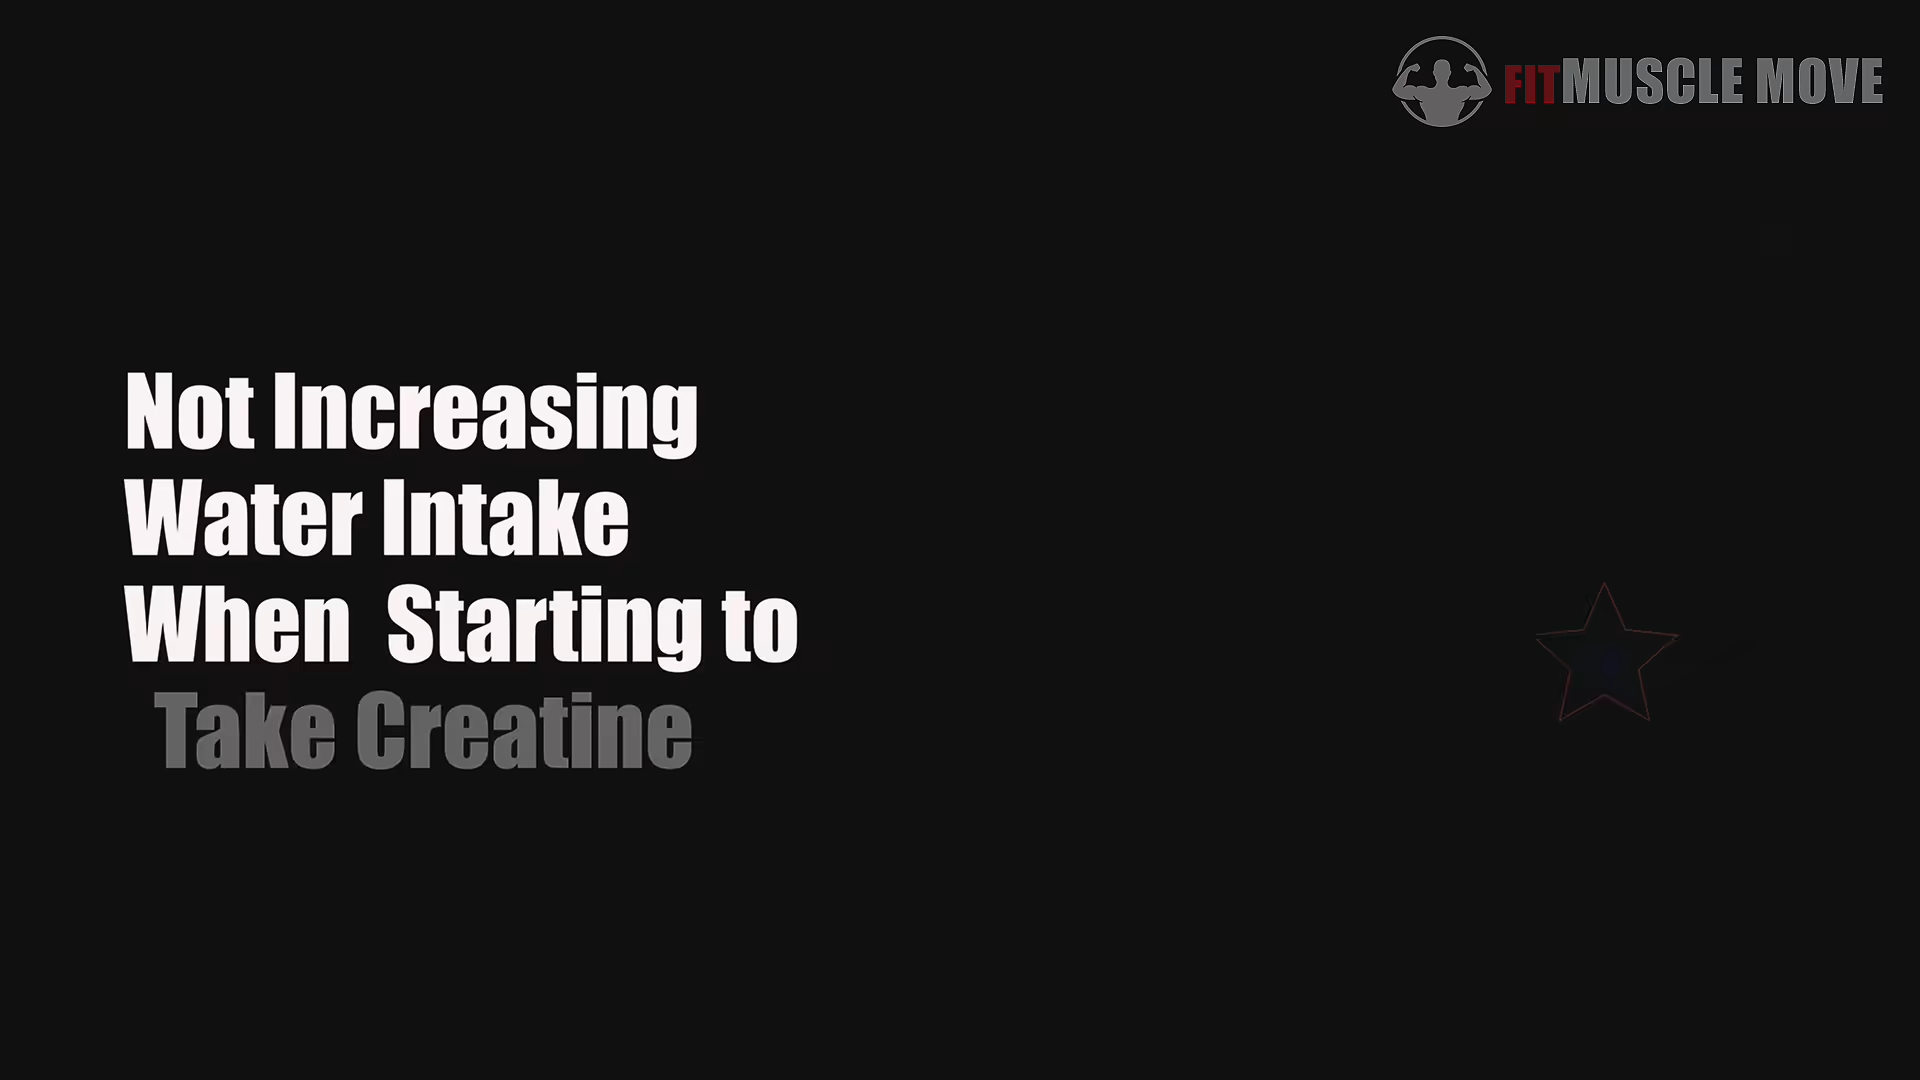 FITMUSCLE MOVE
Not Increasing
Water Intake
When  Starting to
Take Creatine